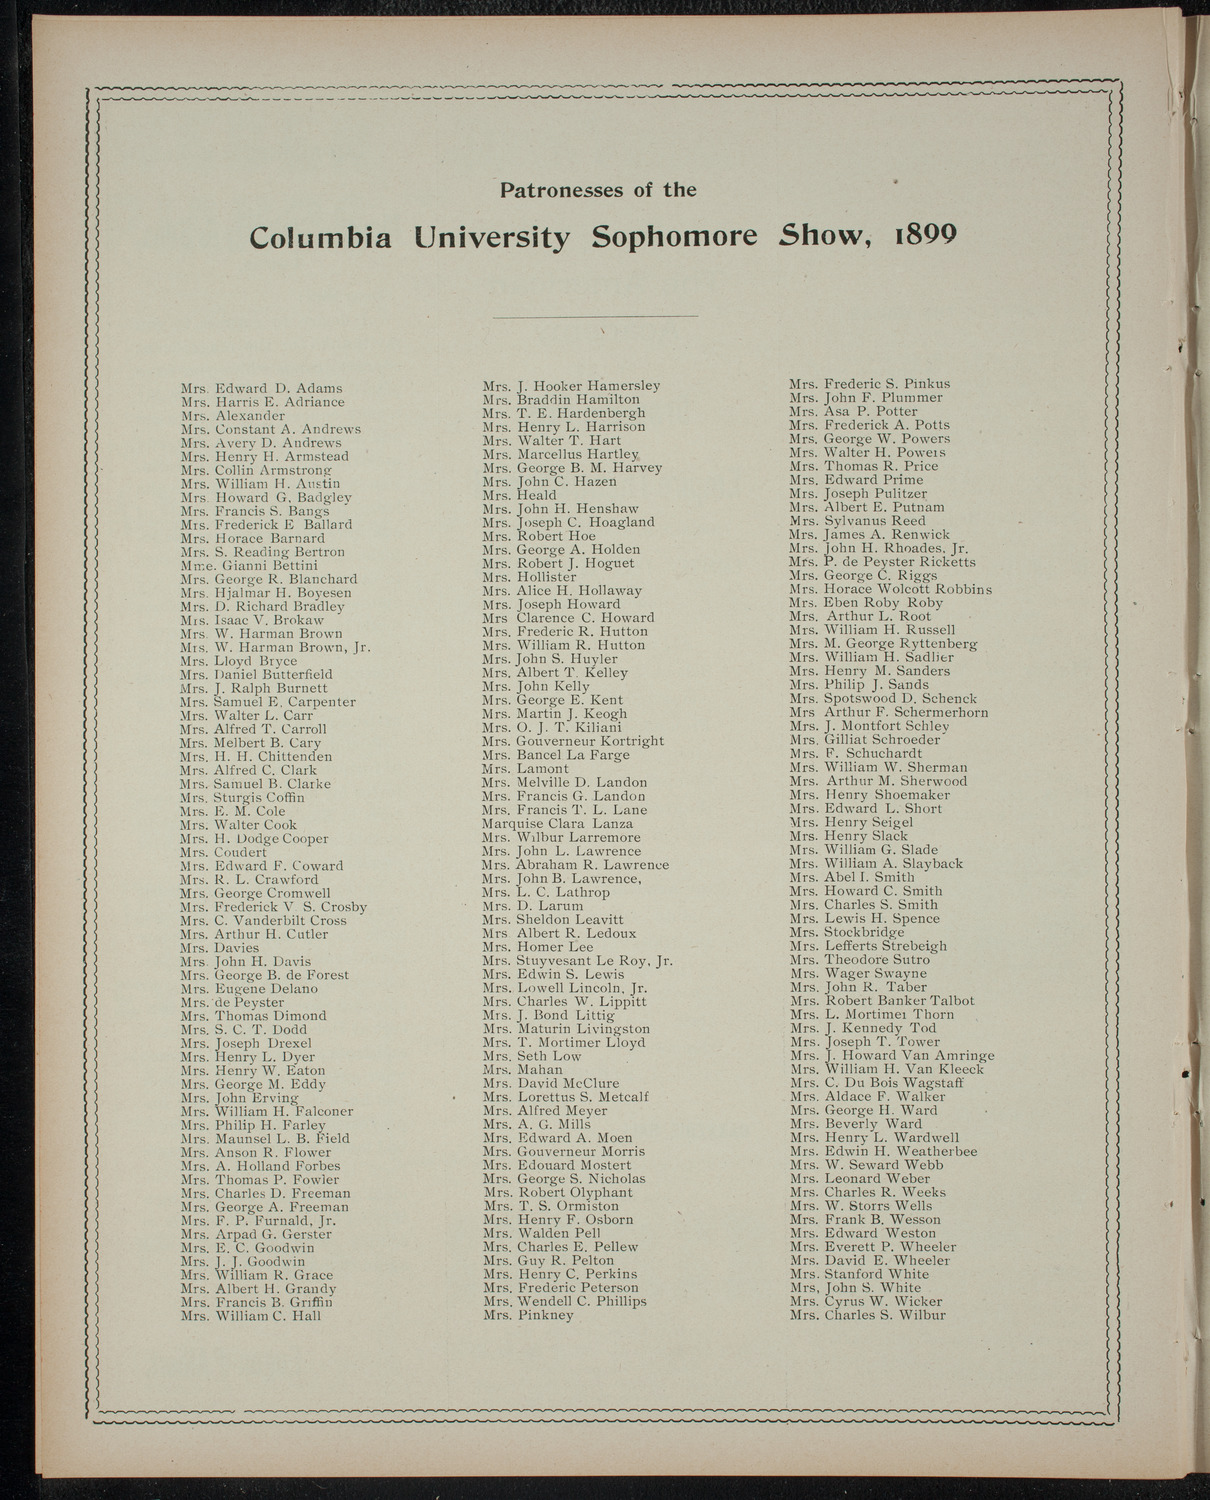 Patronesses of the
Columbia University Sophomore Show, 1899
Mrs. Edward D. Adams
Mrs. Harris E. Adriance
Mrs. Alexander
Mrs. Constant A. Andrews
Mrs. Avery D. Andrews
Mrs. Henry H. Armstead
Mrs. Collin Armstrong
Mrs. William H. Austin
Mrs. Howard G. Badgley
Mrs. Francis S. Bangs
Mrs. Frederick E Ballard
Mrs. Horace Barnard
Mrs. S. Reading Bertron
Mme. Gianni Bettini
Mrs. George R. Blanchard
Mrs. Hjalmar H. Boyesen
Mrs. D. Richard Bradley
Mrs. Isaac V. Brokaw
Mrs. W. Harman Brown
Mrs. W. Harman Brown, Jr.
Mrs. Lloyd Bryce
Mrs. Daniel Butterfield
Mrs. J. Ralph Burnett
Mrs. Samuel E. Carpenter
Mrs. Walter L. Carr
Mrs. Alfred T. Carroll
Mrs. Melbert B. Cary
Mrs. H. H. Chittenden
Mrs. Alfred C. Clark
Mrs. Samuel B. Clarke
Mrs. Sturgis Coffin
Mrs. E. M. Cole
Mrs. Walter Cook
Mrs. H. Dodge Cooper
Mrs. Coudert
Mrs. Edward F. Coward
Mrs. R. L. Crawford
Mrs. George Cromwell
Mrs. Frederick V. S. Crosby
Mrs. C. Vanderbilt Cross
Mrs. Arthur H. Cutler
Mrs. Davies
Mrs. John H. Davis
Mrs. George B. de Forest
Mrs. Eugene Delano
Mrs. de Peyster
Mrs. Thomas Dimond
Mrs. S. C. T. Dodd
Mrs. Joseph Drexel
Mrs. Henry L. Dyer
Mrs. Henry W. Eaton
Mrs. George M. Eddy
Mrs. John Erving
Mrs. William H. Falconer
Mrs. Philip H. Farley
Mrs. Maunsel L. B. Field
Mrs. Anson R. Flower
Mrs. A. Holland Forbes
Mrs. Thomas P. Fowler
Mrs. Charles D. Freeman
Mrs. George A. Freeman
Mrs. F. P. Furnald, Jr.
Mrs. Arpad G. Gerster
Mrs. E. C. Goodwin
Mrs. J. J. Goodwin
Mrs. William R. Grace
Mrs. Albert H. Grandy
Mrs. Francis B. Griffin
Mrs. William C. Hall
Mrs. J. Hooker Hamersley
Mrs. Braddin Hamilton
Mrs. T. E. Hardenbergh
Mrs. Henry L. Harrison
Mrs. Walter T. Hart
Mrs. Marcellus Hartley
Mrs. George B. M. Harvey
Mrs. John C. Hazen
Mrs. Heald
Mrs. John H. Henshaw
Mrs. Joseph C. Hoagland
Mrs. Robert Hoe
Mrs. George A. Holden
Mrs. Robert J. Hoguet
Mrs. Hollister
Mrs. Alice H. Hollaway
Mrs. Joseph Howard
Mrs Clarence C. Howard
Mrs. Frederic R. Hutton
Mrs. William R. Hutton
Mrs. John S. Huyler
Mrs. Albert T. Kelley
Mrs. John Kelly
Mrs. George E. Kent
Mrs. Martin J. Keogh
Mrs. O. J. T. Kiliani
Mrs. Gouverneur Kortright
Mrs. Bancel La Farge
Mrs. Lamont
Mrs. Melville D. Landon
Mrs. Francis G. Landon
Mrs. Francis T. L. Lane
Marquise Clara Lanza
Mrs. Wilbur Larremore
Mrs. John L. Lawrence
Mrs. Abraham R. Lawrence
Mrs. John B. Lawrence,
Mrs. L. C. Lathrop
Mrs. D. Larum
Mrs. Sheldon Leavitt
Mrs Albert R. Ledoux
Mrs. Homer Lee
Mrs. Stuyvesant Le Roy, Jr.
Mrs. Edwin S. Lewis
Mrs. Lowell Lincoln, Jr.
Mrs. Charles W. Lippitt
Mrs. J. Bond Littig
Mrs. Maturin Livingston
Mrs. T. Mortimer Lloyd
Mrs. Seth Low
Mrs. Mahan
Mrs. David McClure
Mrs. Lorettus S. Metcalf
Mrs. Alfred Meyer
Mrs. A. G. Mills
Mrs. Edward A. Moen
Mrs. Gouverneur Morris
Mrs. Edouard Mostert
Mrs. George S. Nicholas
Mrs. Robert Olyphant
Mrs. T. S. Ormiston
Mrs. Henry F. Osborn
Mrs. Walden Pell
Mrs. Charles E. Pellew
Mrs. Guy R. Pelton
Mrs. Henry C. Perkins
Mrs. Frederic Peterson
Mrs. Wendell C. Phillips
Mrs. Pinkney
Mrs. Frederic S. Pinkus
Mrs. John F. Plummer
Mrs. Asa P. Potter
Mrs. Frederick A. Potts
Mrs. George W. Powers
Mrs. Walter H. Powers
Mrs. Thomas R. Price
Mrs. Edward Prime
Mrs. Joseph Pulitzer
Mrs. Albert E. Putnam
Mrs. Sylvanus Reed
Mrs. James A. Renwick
Mrs. John H. Rhoades, Jr.
Mrs. P. de Peyster Ricketts
Mrs. George C. Riggs
Mrs. Horace Wolcott Robbins
Mrs. Eben Roby Roby
Mrs. Arthur L. Root
Mrs. William H. Russell
Mrs. M. George Ryttenberg
Mrs. William H. Sadlier
Mrs. Henry M. Sanders
Mrs. Philip J. Sands
Mrs. Spotswood D. Schenck
Mrs Arthur F. Schermerhorn
Mrs. J. Montfort Schley
Mrs. Gilliat Schroeder
Mrs. F. Schuchardt
Mrs. William W. Sherman
Mrs. Arthur M. Sherwood
Mrs. Henry Shoemaker
Mrs. Edward L. Short
Mrs. Henry Seigel
Mrs. Henry Slack
Mrs. William G. Slade
Mrs. William A. Slayback
Mrs. Abel I. Smith
Mrs. Howard C. Smith
Mrs. Charles S. Smith
Mrs. Lewis H. Spence
Mrs. Stockbridge
Mrs. Lefferts Strebeigh
Mrs. Theodore Sutro
Mrs. Wager Swayne
Mrs. John R. Taber
Mrs. Robert Banker Talbot
Mrs. L. Mortimer Thorn
Mrs. J. Kennedy Tod
Mrs. Joseph T. Tower
Mrs. J. Howard Van Amringe
Mrs. William H. Van Kleeck
Mrs. C. Du Bois Wagstaff
Mrs. Aldace F. Walker
Mrs. George H. Ward
Mrs. Beverly Ward
Mrs. Henry L. Wardwell
Mrs. Edwin H. Weatherbee
Mrs. W. Seward Webb
Mrs. Leonard Weber
Mrs. Charles R. Weeks
Mrs. W. Storrs Wells
Mrs. Frank B. Wesson
Mrs. Edward Weston
Mrs. Everett P. Wheeler
Mrs. David E. Wheeler
Mrs. Stanford White
Mrs, John S. White
Mrs. Cyrus W. Wicker
Mrs. Charles S. Wilbur